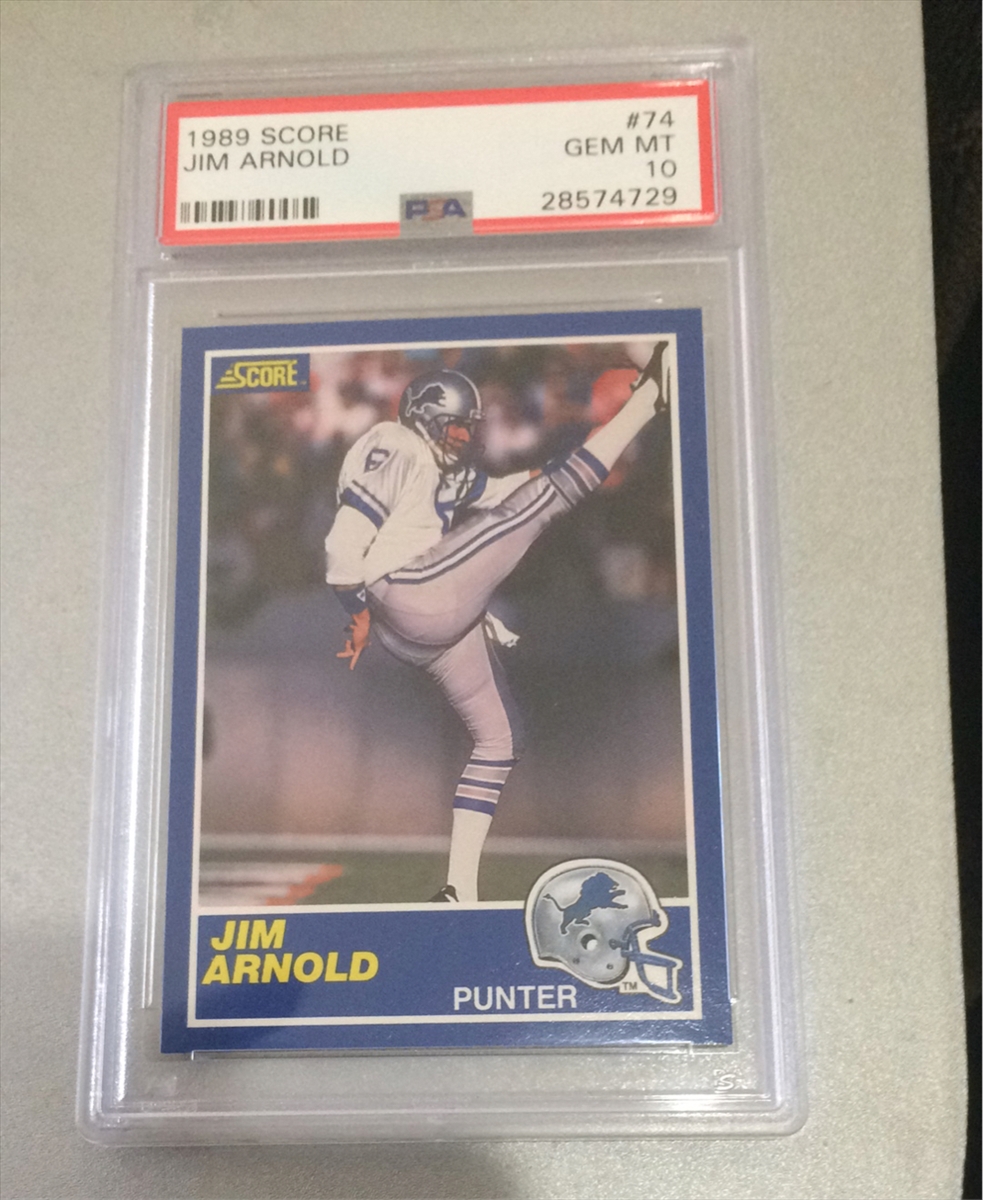 1989 SCORE
JIM ARNOLD
#74
GEM MT
10
28574729
PSA
SCORE
6
JIM
ARNOLD
PUNTER
TM